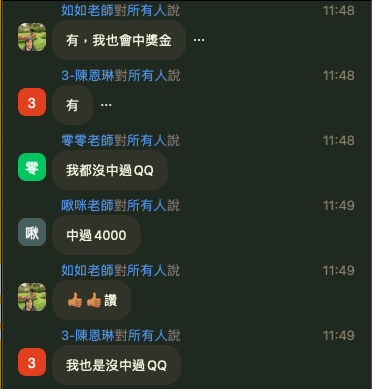 如如老師對所有人說 11:48
有，我也會中獎金 …
3-陳恩琳對所有人說 11:48
3
有 …
零零老師對所有人說 11:48
零
我都沒中過QQ
啾咪老師對所有人說 11:49
啾
中過4000
如如老師對所有人說 11:49
👍👍讚
3-陳恩琳對所有人說 11:49
3
我也是沒中過QQ